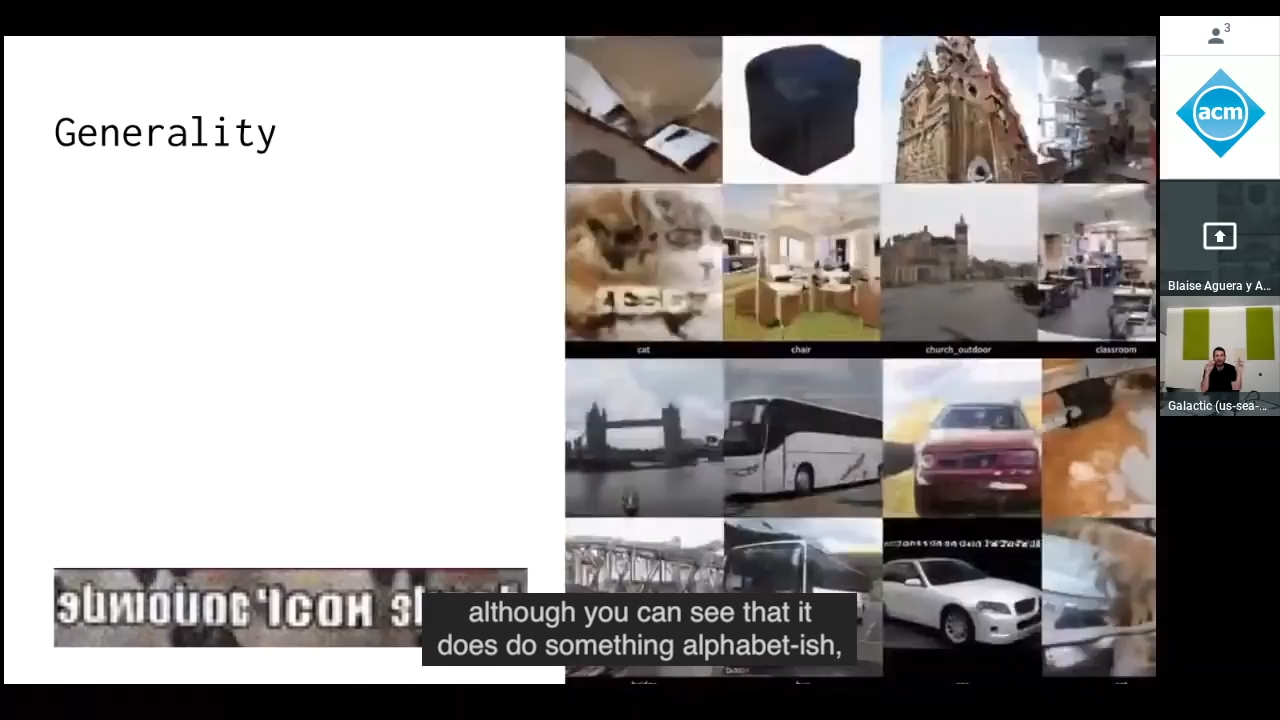 Generality
cat
chair
church_outdoor
classroom
although you can see that it
does do something alphabet-ish,
3
acm
Blaise Aguera y A...
Galactic (us-sea-...